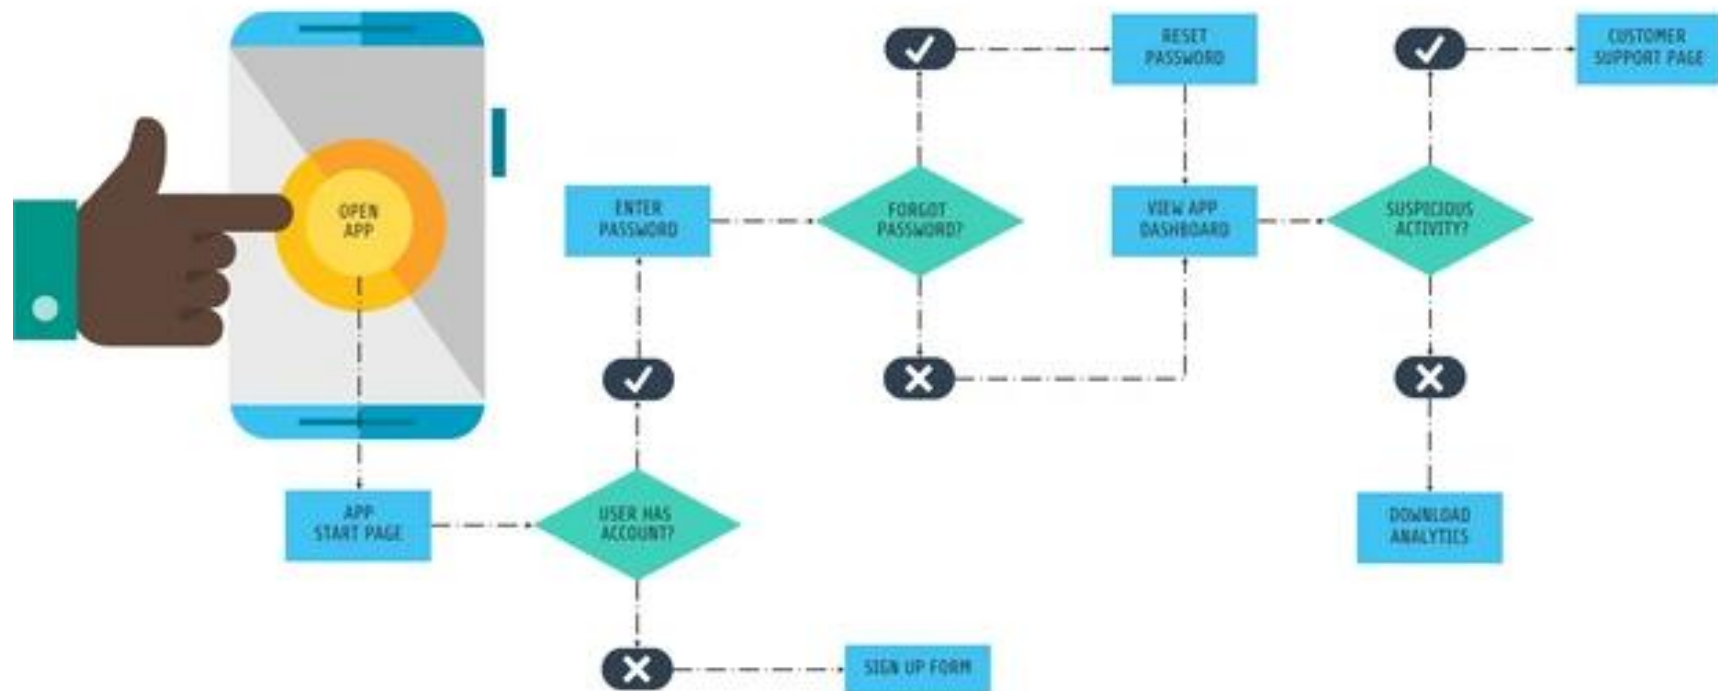 OPEN
APP
APP
START PAGE
USER HAS
ACCOUNT?
SIGN UP FORM
ENTER
PASSWORD
FORGOT
PASSWORD?
RESET
PASSWORD
VIEW APP
DASHBOARD
SUSPICIOUS
ACTIVITY?
CUSTOMER
SUPPORT PAGE
DOWNLOAD
ANALYTICS